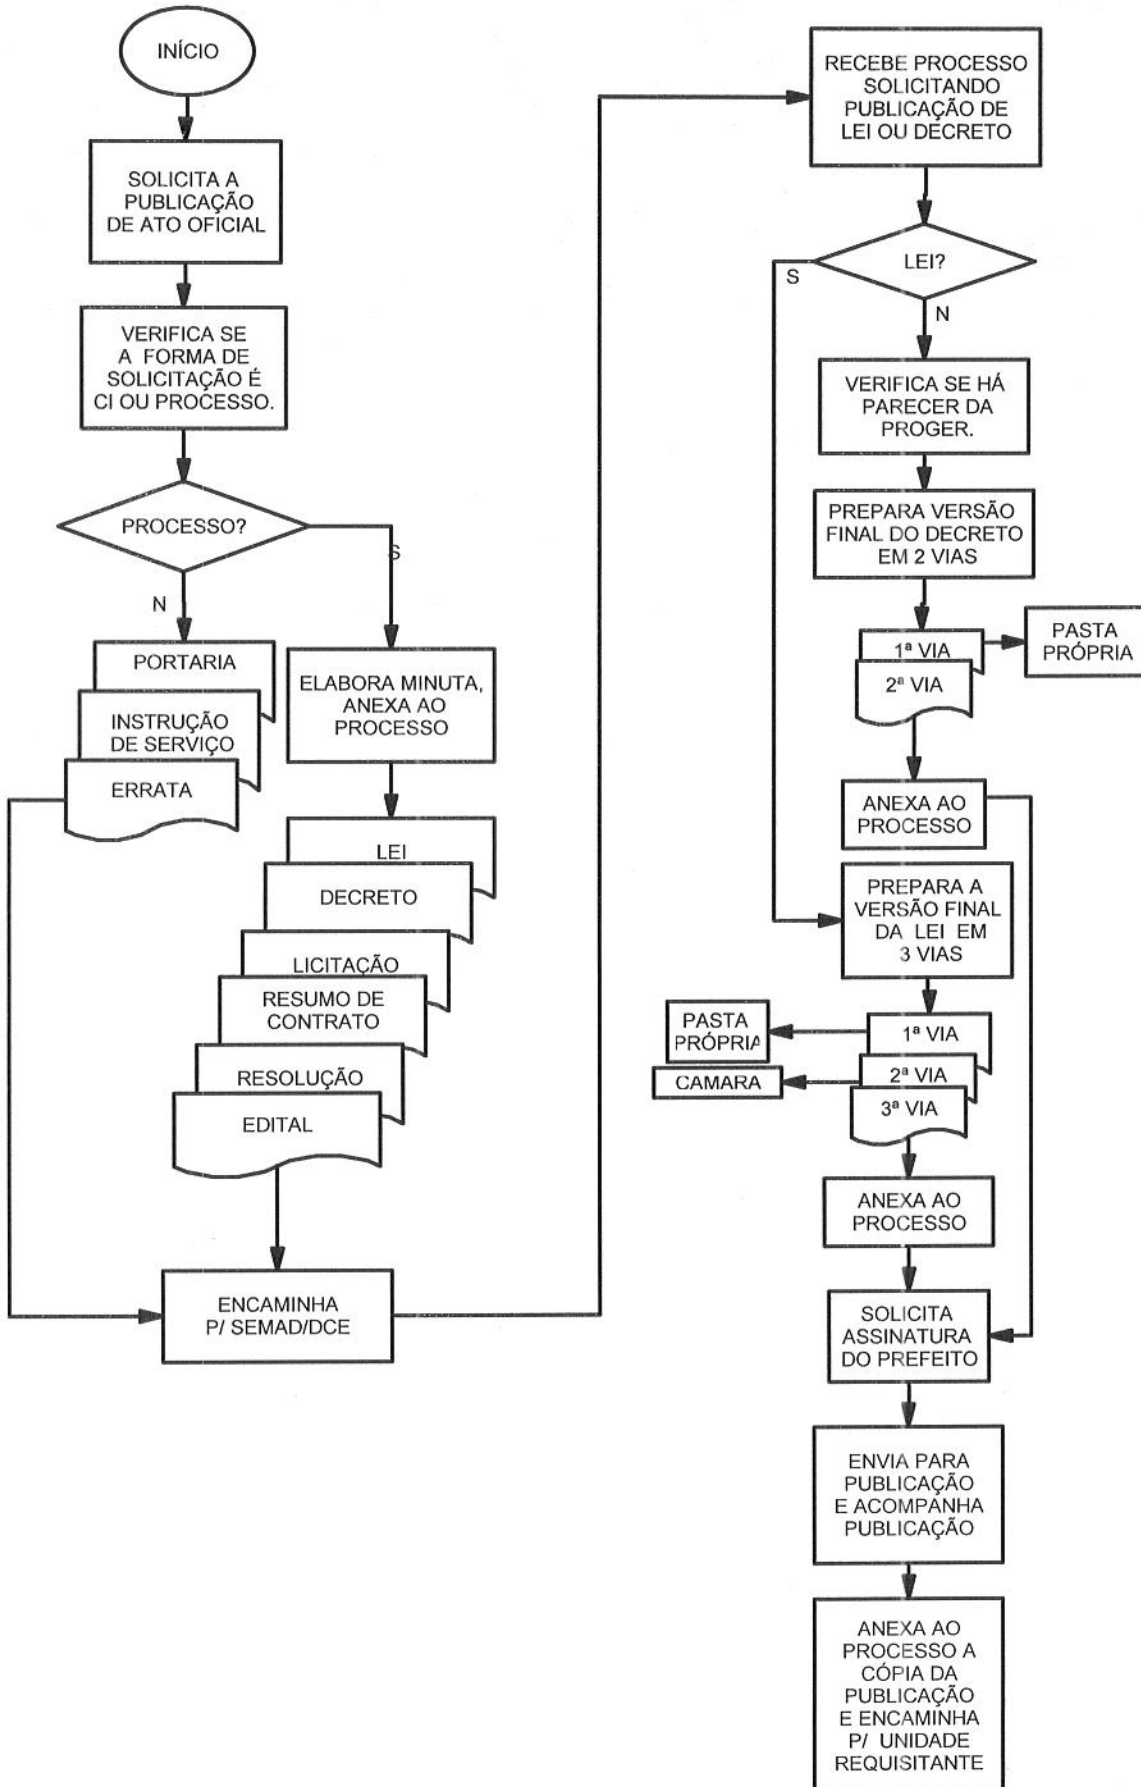 INÍCIO
SOLICITA A
PUBLICAÇÃO
DE ATO OFICIAL
VERIFICA SE
A FORMA DE
SOLICITAÇÃO É
CI OU PROCESSO.
PROCESSO?
S
N
PORTARIA
INSTRUÇÃO
DE SERVIÇO
ERRATA
ELABORA MINUTA,
ANEXA AO
PROCESSO
LEI
DECRETO
LICITAÇÃO
RESUMO DE
CONTRATO
RESOLUÇÃO
EDITAL
ENCAMINHA
P/ SEMAD/DCE
RECEBE PROCESSO
SOLICITANDO
PUBLICAÇÃO DE
LEI OU DECRETO
LEI?
S
N
VERIFICA SE HÁ
PARECER DA
PROGER.
PREPARA VERSÃO
FINAL DO DECRETO
EM 2 VIAS
1ª VIA
2ª VIA
PASTA
PRÓPRIA
ANEXA AO
PROCESSO
PREPARA A
VERSÃO FINAL
DA LEI EM
3 VIAS
1ª VIA
2ª VIA
3ª VIA
PASTA
PRÓPRIA
CAMARA
ANEXA AO
PROCESSO
SOLICITA
ASSINATURA
DO PREFEITO
ENVIA PARA
PUBLICAÇÃO
E ACOMPANHA
PUBLICAÇÃO
ANEXA AO
PROCESSO A
CÓPIA DA
PUBLICAÇÃO
E ENCAMINHA
P/ UNIDADE
REQUISITANTE